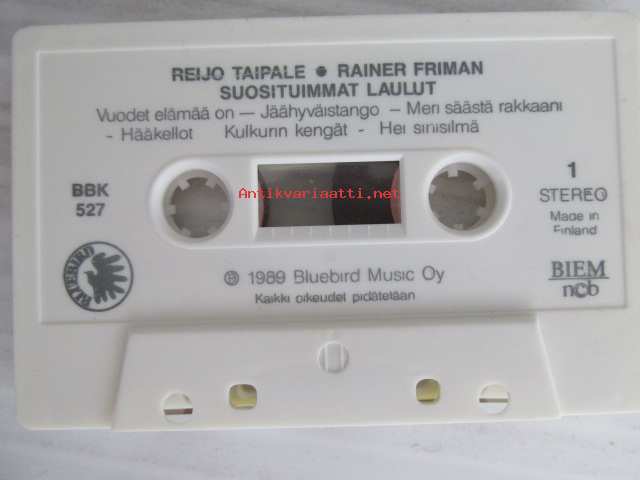 REIJO TAIPALE ● RAINER FRIMAN
SUOSITUIMMAT LAULUT
Vuodet elämää on — Jäähyväistango – Meri säästä rakkaani
- Hääkellot Kulkurin kengät - Hei sinisilmä
BBK
527
Antikvariaatti.net
1
STEREO
Made in
Finland
BLUEBIRD
℗ 1989 Bluebird Music Oy
Kaikki oikeudet pidätetään
BIEM
ncb